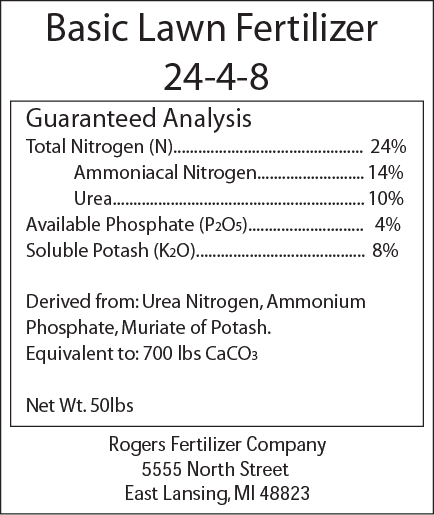 Basic Lawn Fertilizer
24-4-8
Guaranteed Analysis
Total Nitrogen (N)............................................... 24%
Ammoniacal Nitrogen.......................... 14%
Urea.............................................................. 10%
Available Phosphate (P₂O₅)............................ 4%
Soluble Potash (K₂O)......................................... 8%
Derived from: Urea Nitrogen, Ammonium
Phosphate, Muriate of Potash.
Equivalent to: 700 lbs CaCO₃
Net Wt. 50lbs
Rogers Fertilizer Company
5555 North Street
East Lansing, MI 48823